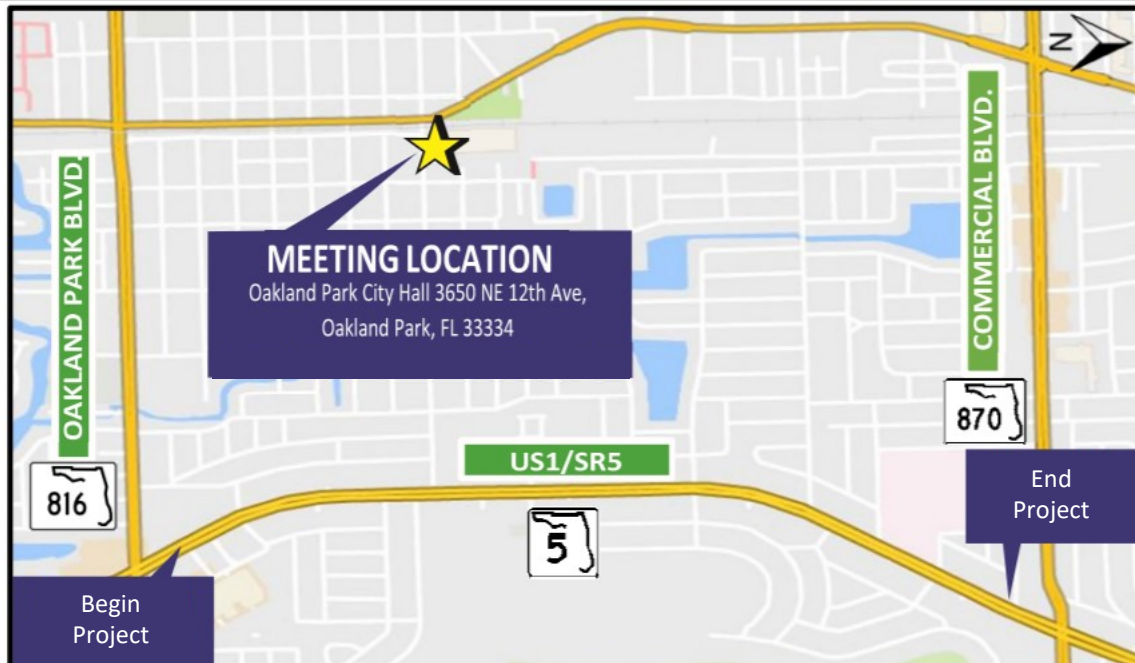 N
OAKLAND PARK BLVD.
COMMERCIAL BLVD.
MEETING LOCATION
Oakland Park City Hall 3650 NE 12th Ave,
Oakland Park, FL 33334
870
US1/SR5
816
5
End
Project
Begin
Project